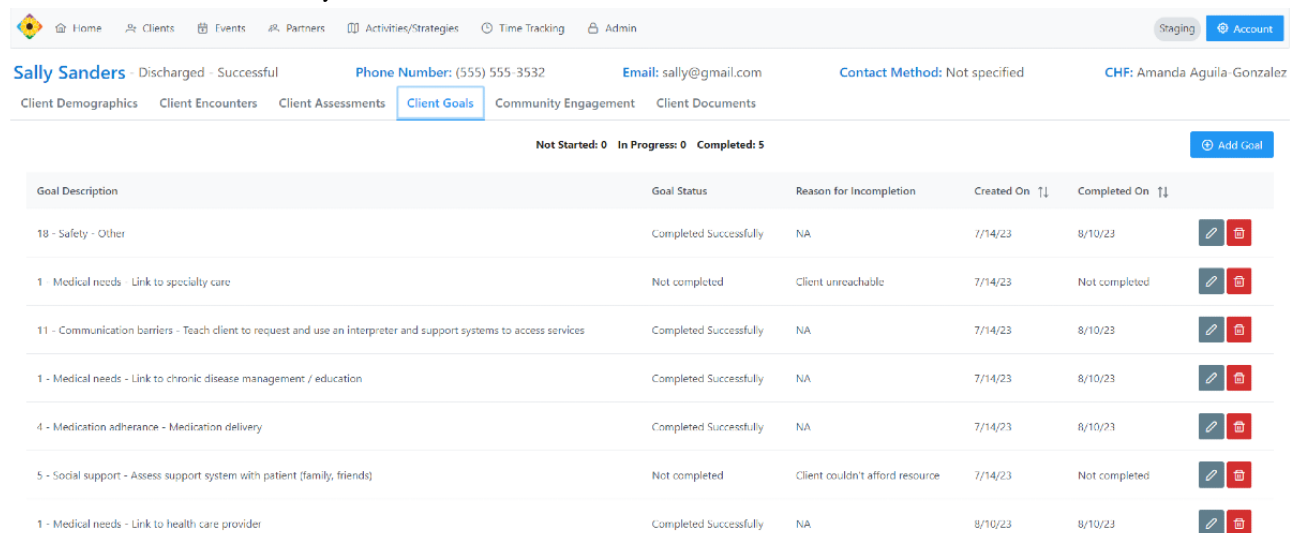 Home Clients Events Partners Activities/Strategies Time Tracking Admin Staging Account
Sally Sanders - Discharged - Successful Phone Number: (555) 555-3532 Email: sally@gmail.com Contact Method: Not specified CHF: Amanda Aguila-Gonzalez
Client Demographics Client Encounters Client Assessments Client Goals Community Engagement Client Documents
Not Started: 0 In Progress: 0 Completed: 5 Add Goal
Goal Description Goal Status Reason for Incompletion Created On Completed On
18 - Safety - Other Completed Successfully NA 7/14/23 8/10/23
1 - Medical needs - Link to specialty care Not completed Client unreachable 7/14/23 Not completed
11 - Communication barriers - Teach client to request and use an interpreter and support systems to access services Completed Successfully NA 7/14/23 8/10/23
1 - Medical needs - Link to chronic disease management / education Completed Successfully NA 7/14/23 8/10/23
4 - Medication adherance - Medication delivery Completed Successfully NA 7/14/23 8/10/23
5 - Social support - Assess support system with patient (family, friends) Not completed Client couldn't afford resource 7/14/23 Not completed
1 - Medical needs - Link to health care provider Completed Successfully NA 8/10/23 8/10/23